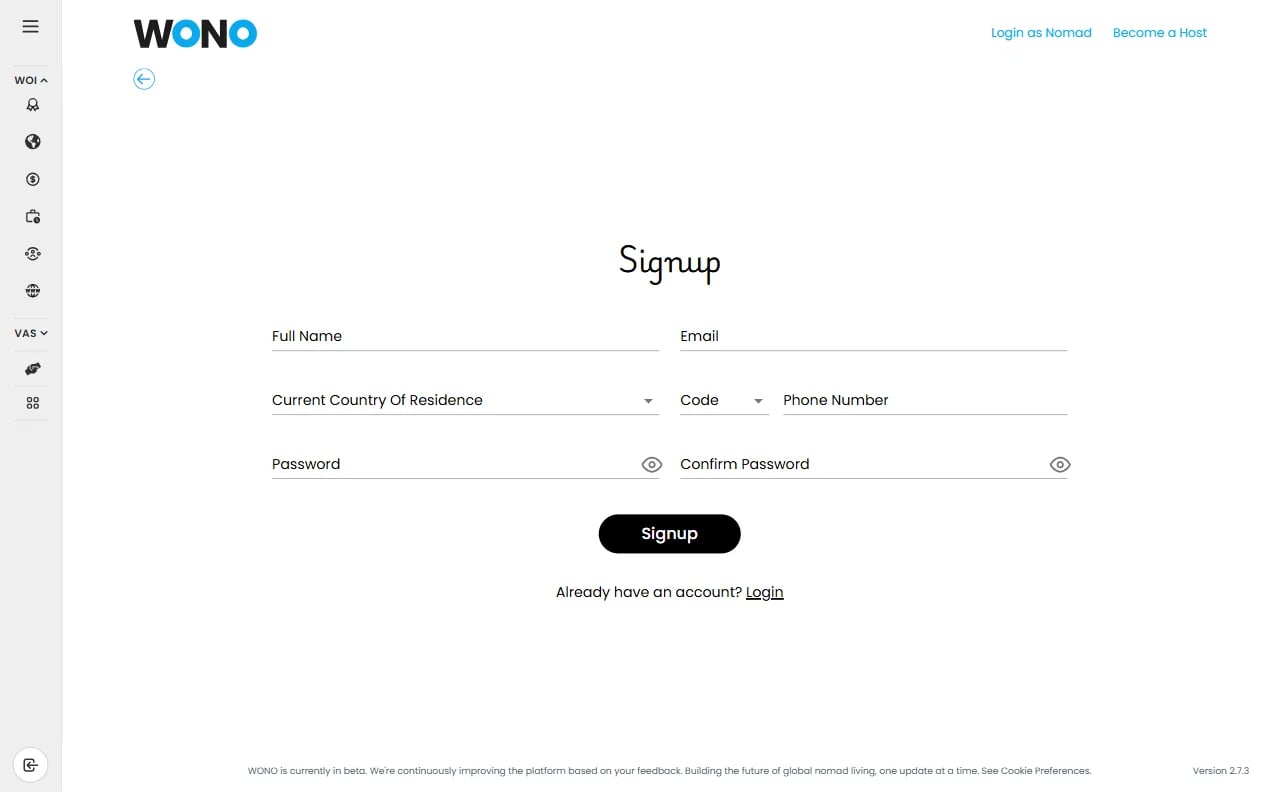 WONO
Login as Nomad
Become a Host
WOI
VAS
Signup
Full Name
Email
Current Country Of Residence
Code
Phone Number
Password
Confirm Password
Signup
Already have an account? Login
WONO is currently in beta. We're continuously improving the platform based on your feedback. Building the future of global nomad living, one update at a time. See Cookie Preferences.
Version 2.7.3